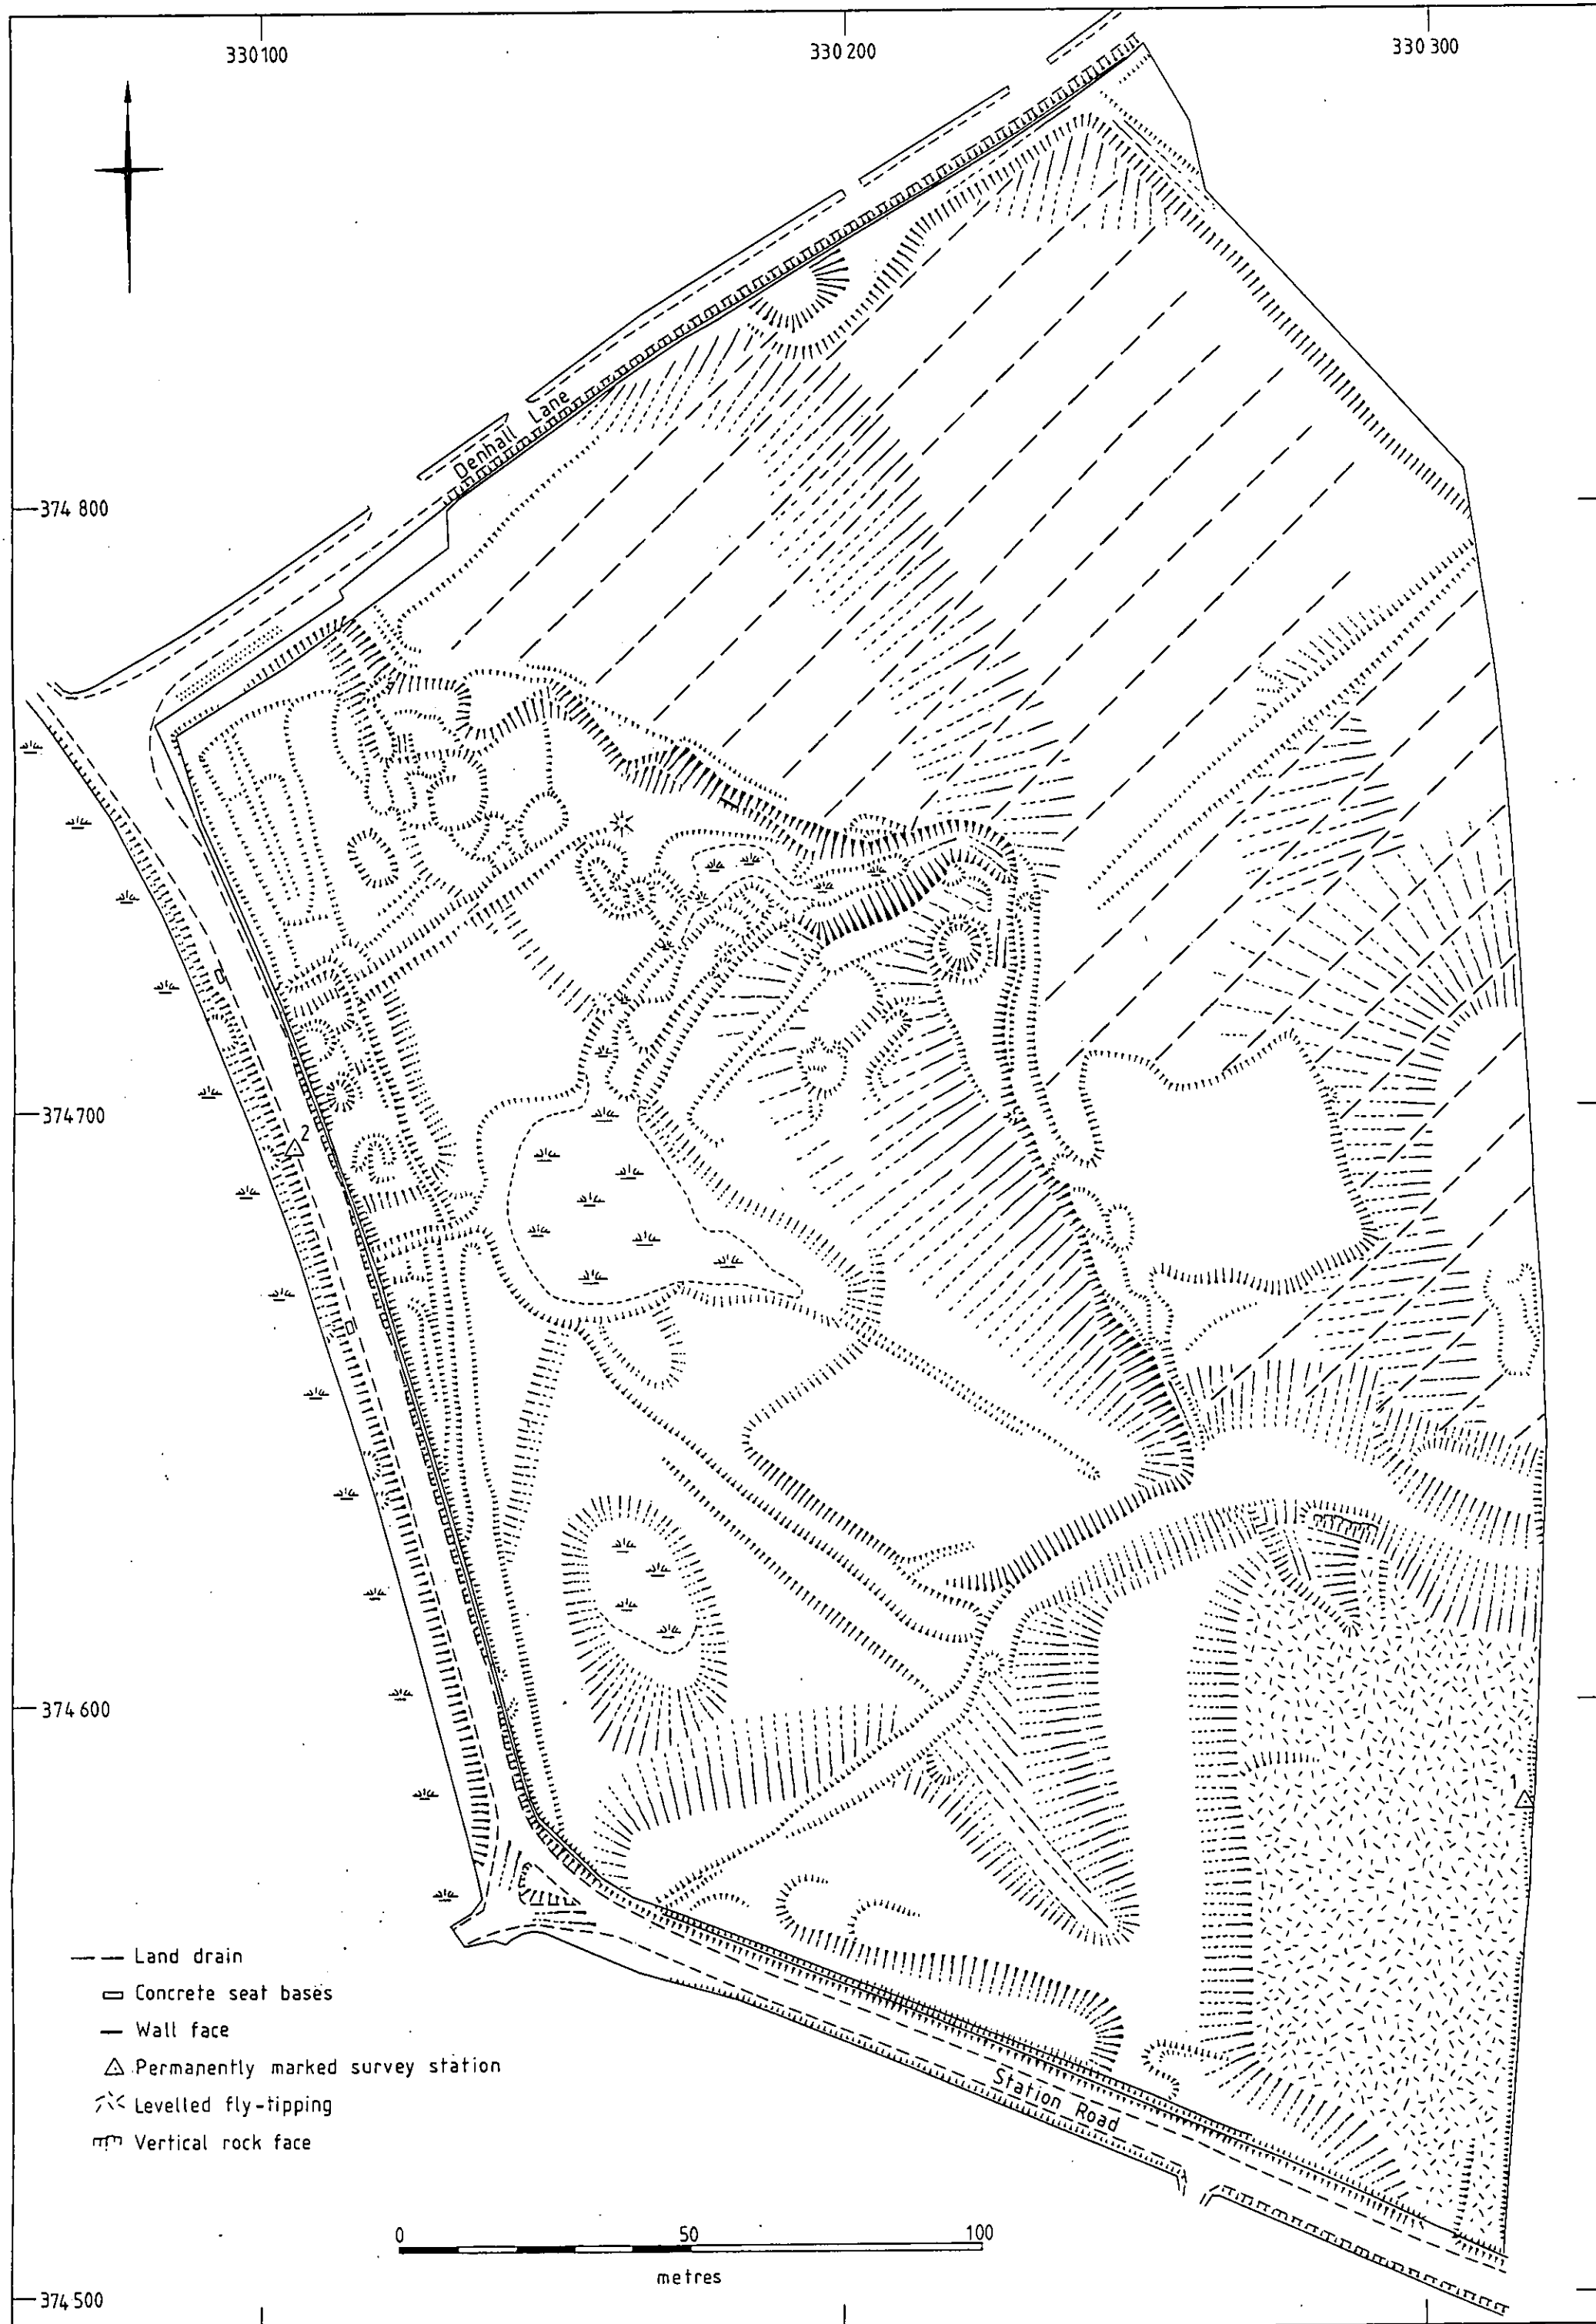 330 100
330 200
330 300
Denhall Lane
374 800
374 700
2
374 600
1
Land drain
Concrete seat bases
Wall face
Permanently marked survey station
Levelled fly-tipping
Vertical rock face
Station Road
0 50 100
metres
374 500